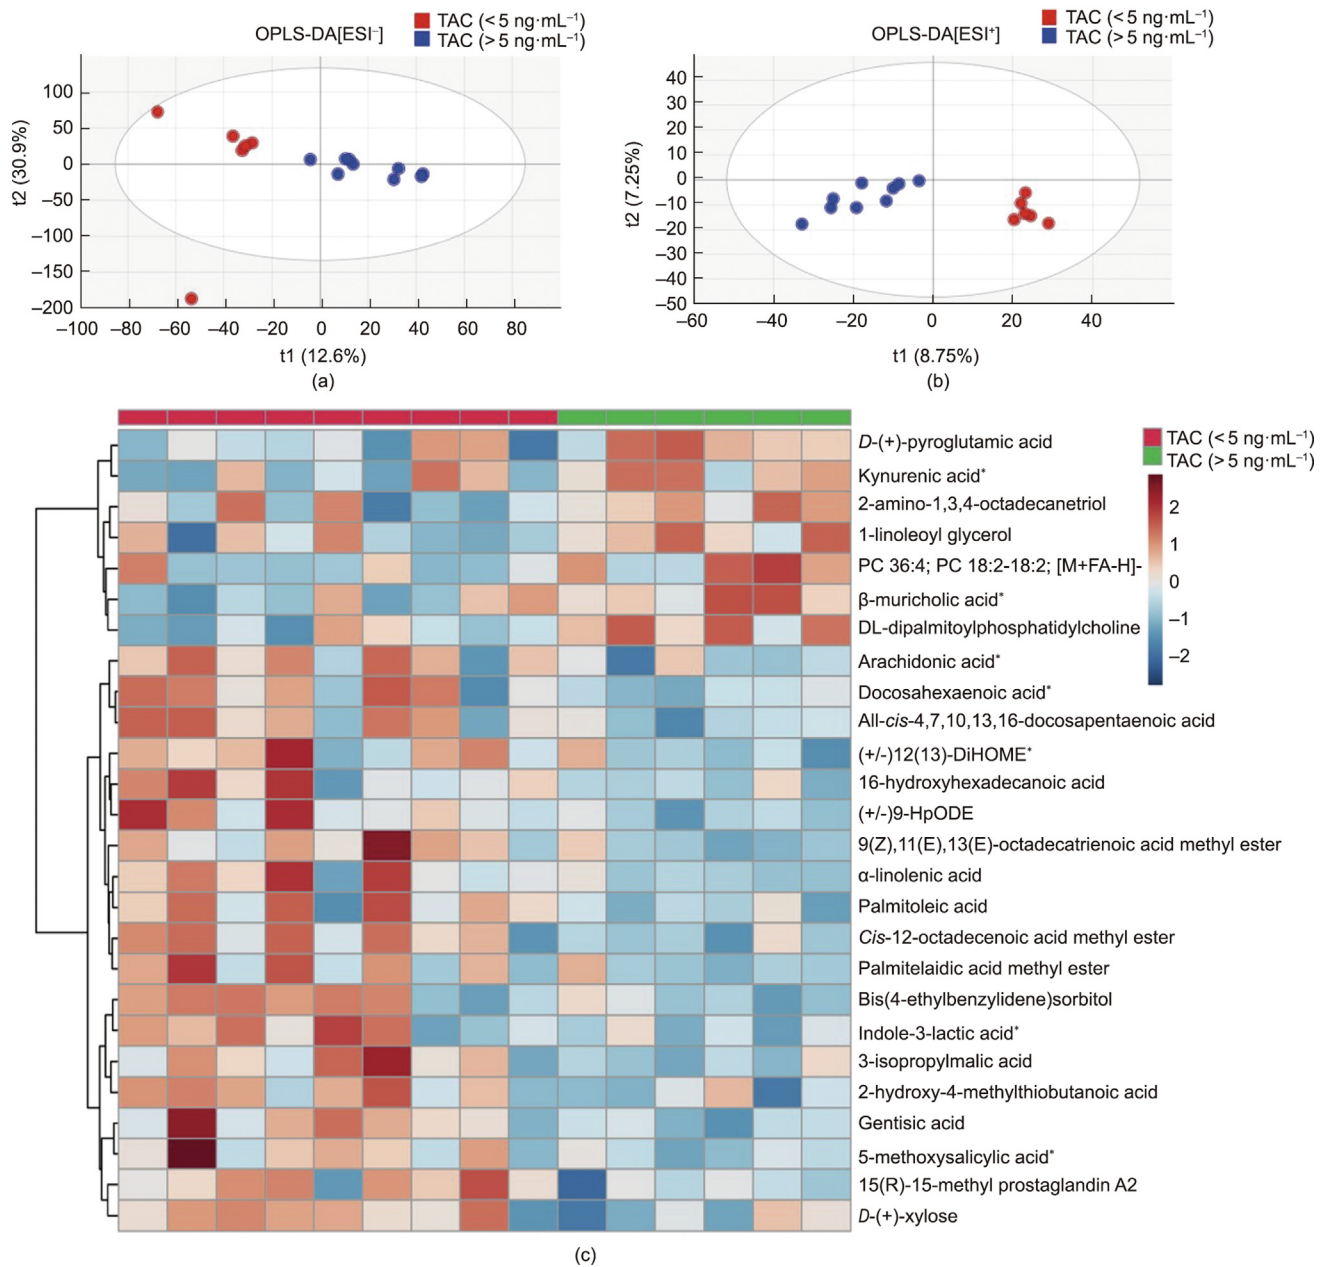 OPLS-DA[ESI⁻]
TAC (< 5 ng·mL⁻¹)
TAC (> 5 ng·mL⁻¹)
t2 (30.9%)
100
50
0
–50
–100
–150
–200
–100 –80 –60 –40 –20 0 20 40 60 80
t1 (12.6%)
(a)
OPLS-DA[ESI⁺]
TAC (< 5 ng·mL⁻¹)
TAC (> 5 ng·mL⁻¹)
t2 (7.25%)
40
30
20
10
0
–10
–20
–30
–40
–50
–60 –40 –20 0 20 40
t1 (8.75%)
(b)
D-(+)-pyroglutamic acid
Kynurenic acid*
2-amino-1,3,4-octadecanetriol
1-linoleoyl glycerol
PC 36:4; PC 18:2-18:2; [M+FA-H]-
β-muricholic acid*
DL-dipalmitoylphosphatidylcholine
Arachidonic acid*
Docosahexaenoic acid*
All-cis-4,7,10,13,16-docosapentaenoic acid
(+/-)12(13)-DiHOME*
16-hydroxyhexadecanoic acid
(+/-)9-HpODE
9(Z),11(E),13(E)-octadecatrienoic acid methyl ester
α-linolenic acid
Palmitoleic acid
Cis-12-octadecenoic acid methyl ester
Palmitelaidic acid methyl ester
Bis(4-ethylbenzylidene)sorbitol
Indole-3-lactic acid*
3-isopropylmalic acid
2-hydroxy-4-methylthiobutanoic acid
Gentisic acid
5-methoxysalicylic acid*
15(R)-15-methyl prostaglandin A2
D-(+)-xylose
TAC (< 5 ng·mL⁻¹)
TAC (> 5 ng·mL⁻¹)
2
1
0
–1
–2
(c)